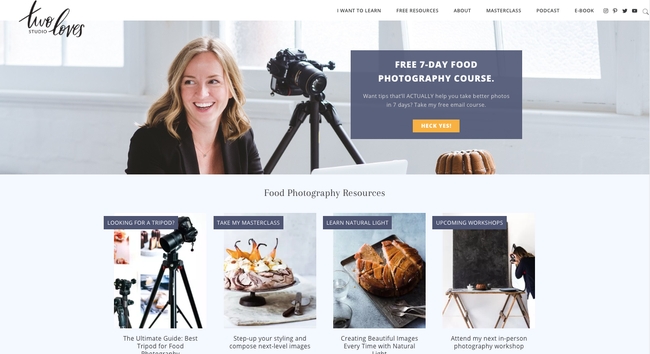 two loves
STUDIO
I WANT TO LEARN FREE RESOURCES ABOUT MASTERCLASS PODCAST E-BOOK
FREE 7-DAY FOOD
PHOTOGRAPHY COURSE.
Want tips that'll ACTUALLY help you take better photos
in 7 days? Take my free email course.
HECK YES!
Food Photography Resources
LOOKING FOR A TRIPOD?
TAKE MY MASTERCLASS
LEARN NATURAL LIGHT
UPCOMING WORKSHOPS
The Ultimate Guide: Best
Tripod for Food
Photography
Step-up your styling and
compose next-level images
Creating Beautiful Images
Every Time with Natural
Light
Attend my next in-person
photography workshop